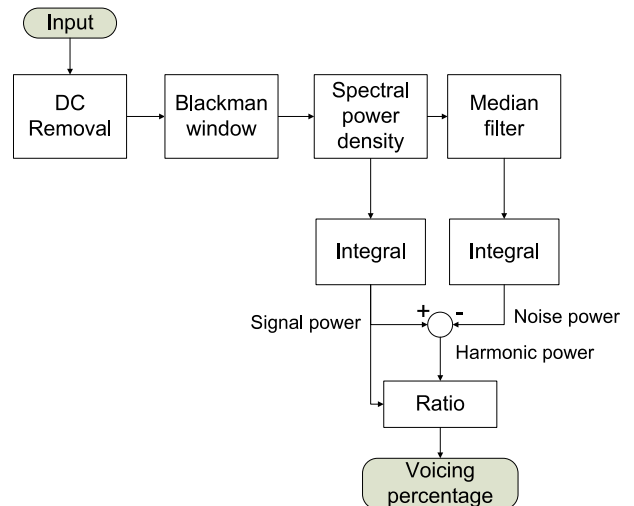 Input
DC
Removal
Blackman
window
Spectral
power
density
Median
filter
Integral
Integral
+
-
Signal power
Noise power
Harmonic power
Ratio
Voicing
percentage